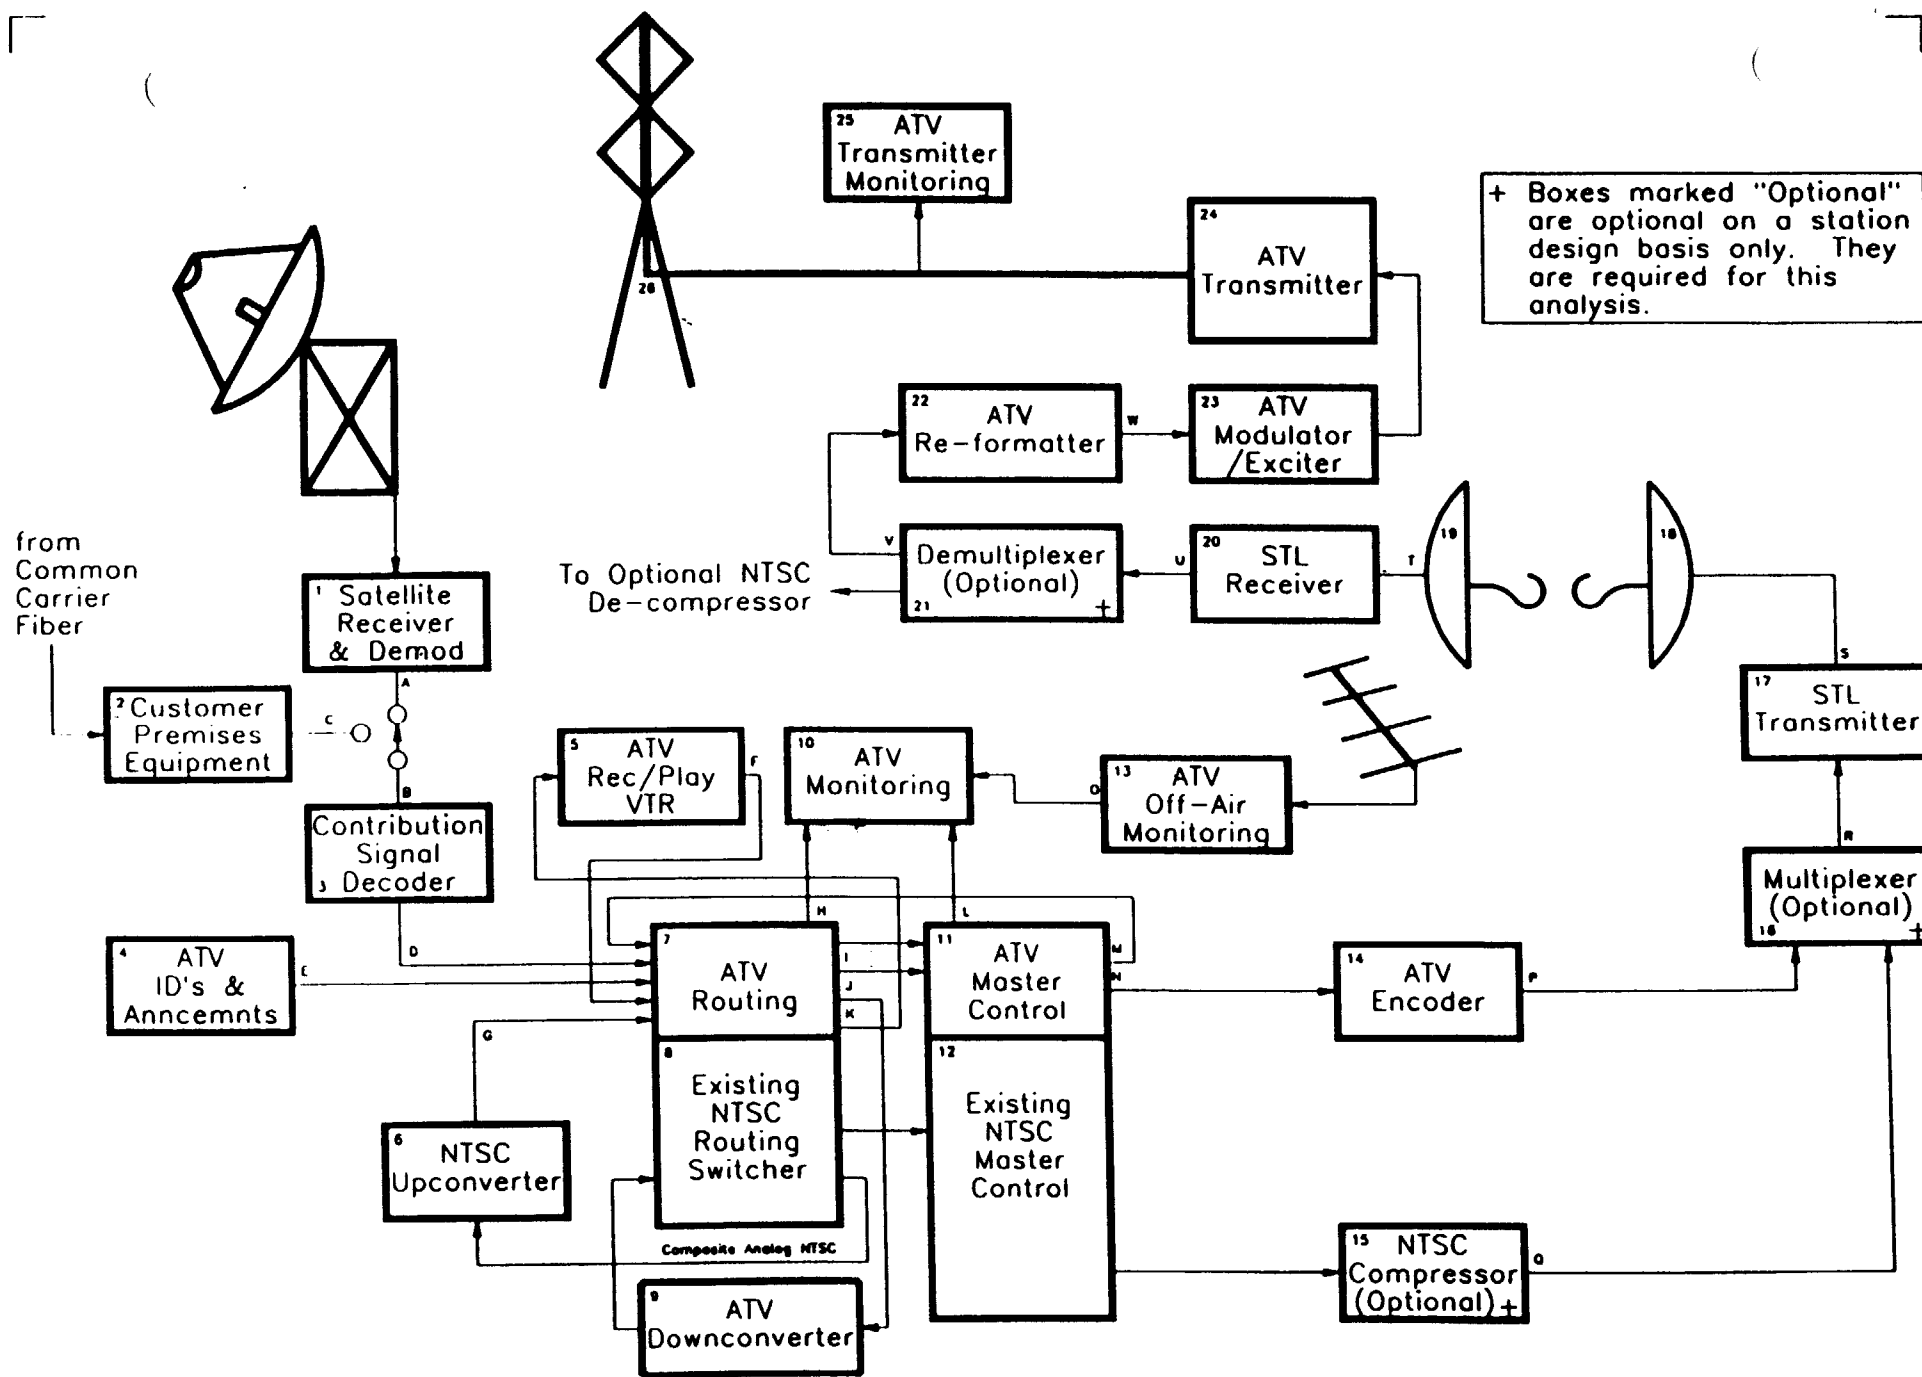 25 ATV
Transmitter
Monitoring
+ Boxes marked "Optional"
are optional on a station
design basis only. They
are required for this
analysis.
24
ATV
Transmitter
26
22
ATV
Re-formatter
W
23 ATV
Modulator
/Exciter
from
Common
Carrier
Fiber
To Optional NTSC
De-compressor
V
Demultiplexer
(Optional)
21 +
U
20
STL
Receiver
T
19
18
S
1 Satellite
Receiver
& Demod
A
2 Customer
Premises
Equipment
C
B
5 ATV
Rec/Play
VTR
F
10
ATV
Monitoring
O
13 ATV
Off-Air
Monitoring
17
STL
Transmitter
R
Contribution
Signal
3 Decoder
D
4 ATV
ID's &
Anncemnts
E
H
L
7
ATV
Routing
I
J
K
11
ATV
Master
Control
M
N
14 ATV
Encoder
P
Multiplexer
(Optional)
16 +
G
6 NTSC
Upconverter
8
Existing
NTSC
Routing
Switcher
12
Existing
NTSC
Master
Control
Composite Analog NTSC
9 ATV
Downconverter
15 NTSC
Compressor
(Optional) +
Q